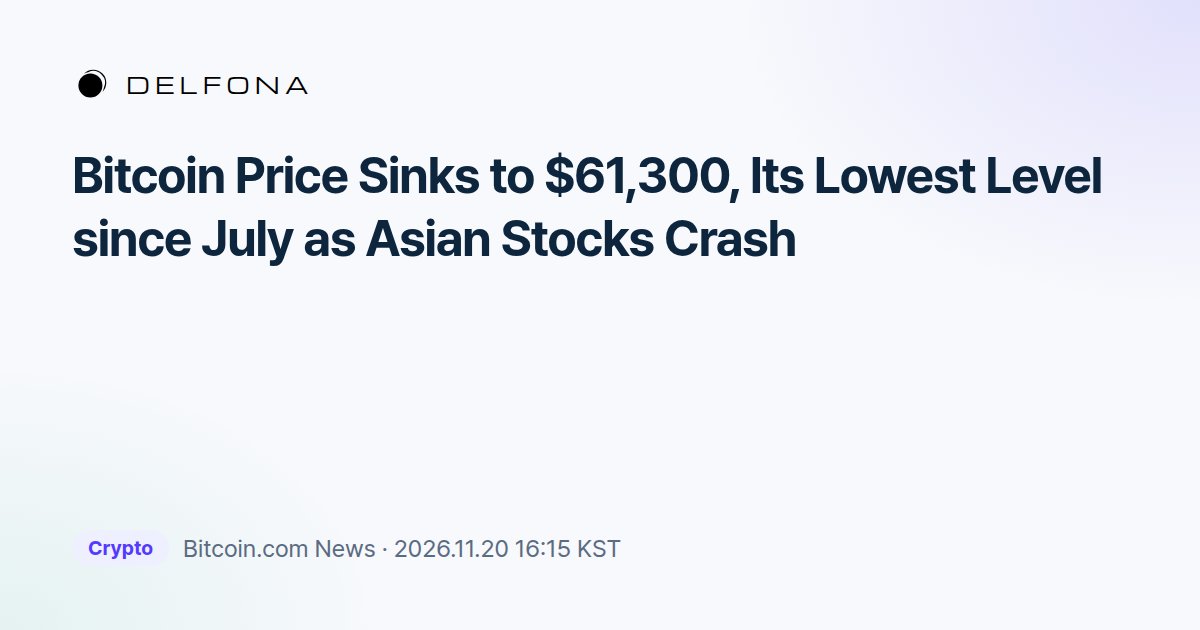 DELFONA
Bitcoin Price Sinks to $61,300, Its Lowest Level
since July as Asian Stocks Crash
Crypto
Bitcoin.com News · 2026.11.20 16:15 KST